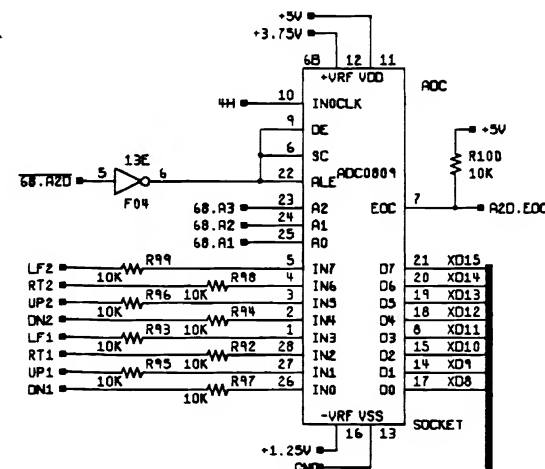 +5V
+3.75V
6B 12 11
+VRF VDD
ADC
4H 10 INOCLK
9 OE
6 SC
22 ALE
ADC0809
68.A2D 5 13E 6
F04
68.A3 23 A2
68.A2 24 A1
68.A1 25 A0
EOC 7 A2D.EOC
+5V
R100
10K
LF2 10K R99 5 IN7 D7 21 XD15
RT2 10K R98 4 IN6 D6 20 XD14
UP2 10K R96 3 IN5 D5 19 XD13
DN2 10K R94 2 IN4 D4 18 XD12
LF1 10K R93 1 IN3 D3 8 XD11
RT1 10K R92 28 IN2 D2 15 XD10
UP1 10K R95 27 IN1 D1 14 XD9
DN1 10K R97 26 IN0 D0 17 XD8
-VRF VSS
SOCKET
+1.25V 16 13
GND